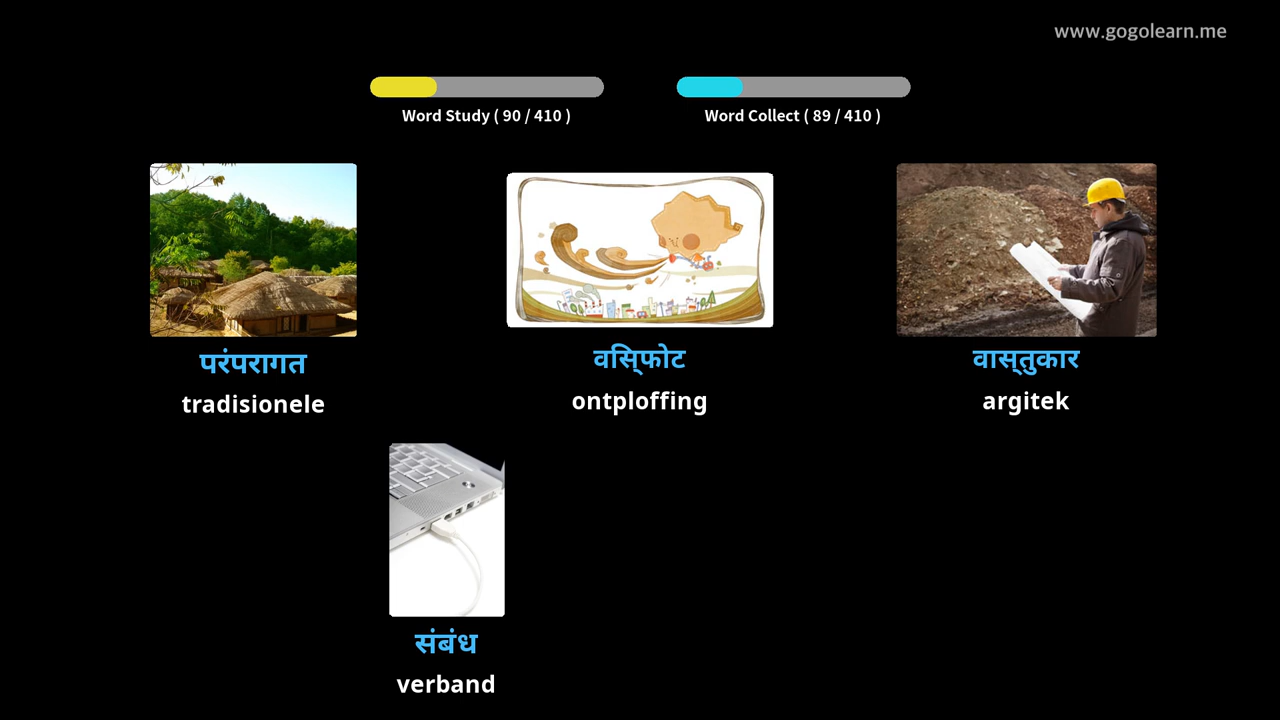 www.gogolearn.me
Word Study ( 90 / 410 )
Word Collect ( 89 / 410 )
परंपरागत
tradisionele
विस्फोट
ontploffing
वास्तुकार
argitek
संबंध
verband